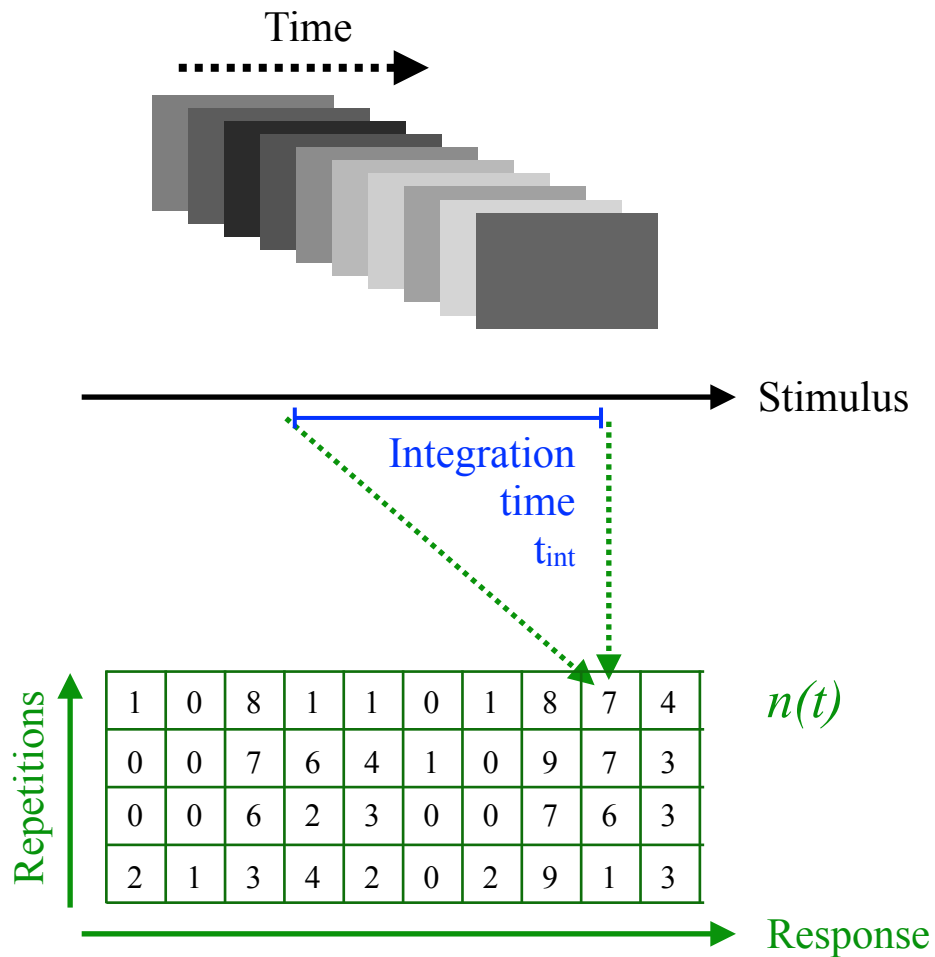 Time
Stimulus
Integration
time
t_int
Repetitions
1 0 8 1 1 0 1 8 7 4
n(t)
0 0 7 6 4 1 0 9 7 3
0 0 6 2 3 0 0 7 6 3
2 1 3 4 2 0 2 9 1 3
Response